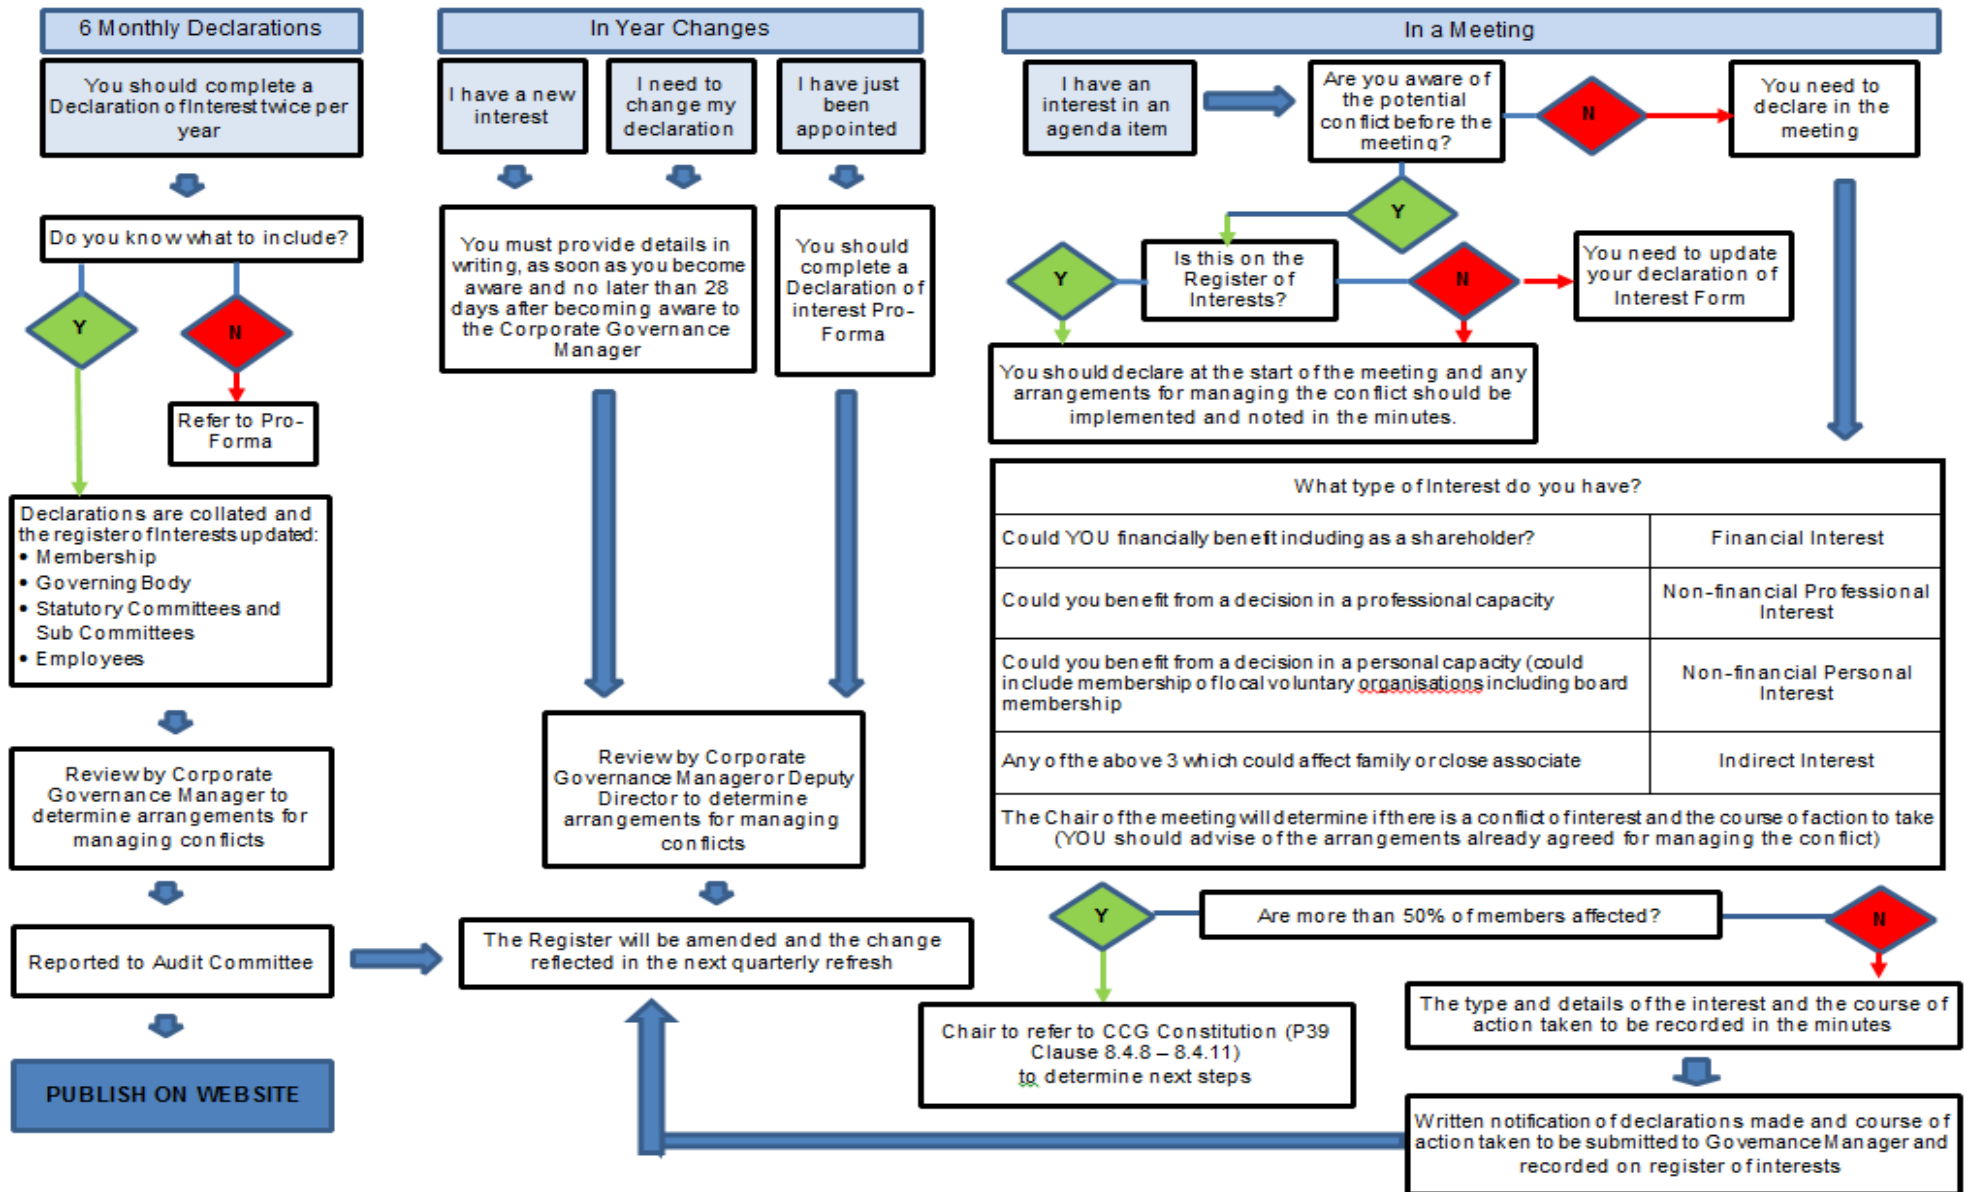 6 Monthly Declarations
You should complete a
Declaration of Interest twice per
year
Do you know what to include?
Y
N
Refer to Pro-
Forma
Declarations are collated and
the register of Interests updated:
• Membership
• Governing Body
• Statutory Committees and
Sub Committees
• Employees
Review by Corporate
Governance Manager to
determine arrangements for
managing conflicts
Reported to Audit Committee
PUBLISH ON WEBSITE
In Year Changes
I have a new
interest
I need to
change my
declaration
I have just
been
appointed
You must provide details in
writing, as soon as you become
aware and no later than 28
days after becoming aware to
the Corporate Governance
Manager
You should
complete a
Declaration of
interest Pro-
Forma
Review by Corporate
Governance Manager or Deputy
Director to determine
arrangements for managing
conflicts
The Register will be amended and the change
reflected in the next quarterly refresh
In a Meeting
I have an
interest in an
agenda item
Are you aware of
the potential
conflict before the
meeting?
N
You need to
declare in the
meeting
Y
Y
Is this on the
Register of
Interests?
N
You need to update
your declaration of
Interest Form
You should declare at the start of the meeting and any
arrangements for managing the conflict should be
implemented and noted in the minutes.
What type of Interest do you have?
Could YOU financially benefit including as a shareholder?
Financial Interest
Could you benefit from a decision in a professional capacity
Non-financial Professional
Interest
Could you benefit from a decision in a personal capacity (could
include membership of local voluntary organisations including board
membership
Non-financial Personal
Interest
Any of the above 3 which could affect family or close associate
Indirect Interest
The Chair of the meeting will determine if there is a conflict of interest and the course of action to take
(YOU should advise of the arrangements already agreed for managing the conflict)
Y
Are more than 50% of members affected?
N
Chair to refer to CCG Constitution (P39
Clause 8.4.8 – 8.4.11)
to determine next steps
The type and details of the interest and the course of
action taken to be recorded in the minutes
Written notification of declarations made and course of
action taken to be submitted to Governance Manager and
recorded on register of interests